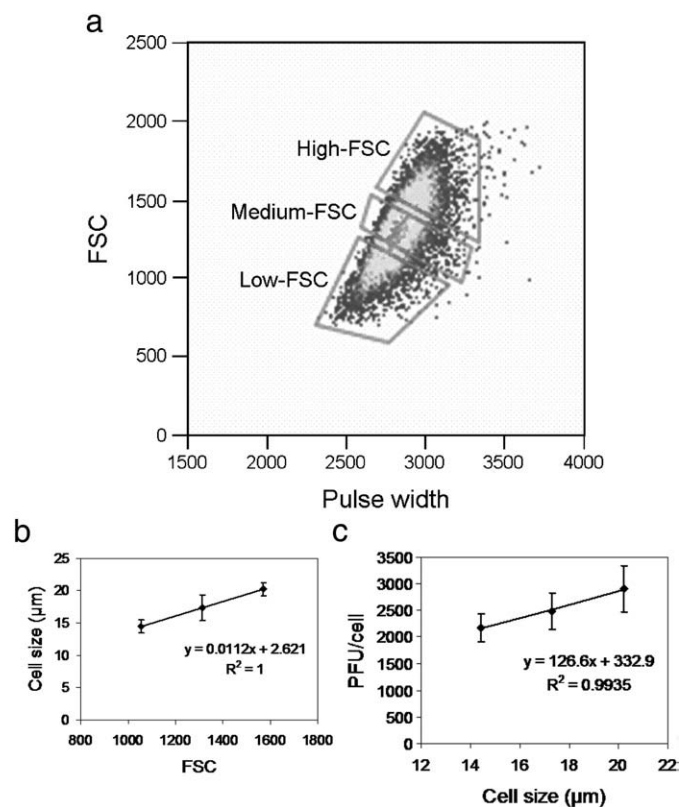 a
2500
2000
1500
1000
500
0
FSC
High-FSC
Medium-FSC
Low-FSC
1500 2000 2500 3000 3500 4000
Pulse width
b
25
20
15
10
5
0
Cell size (µm)
y = 0.0112x + 2.621
R² = 1
800 1000 1200 1400 1600 1800
FSC
c
3500
3000
2500
2000
1500
1000
500
0
PFU/cell
y = 126.6x + 332.9
R² = 0.9935
12 14 16 18 20 22
Cell size (µm)